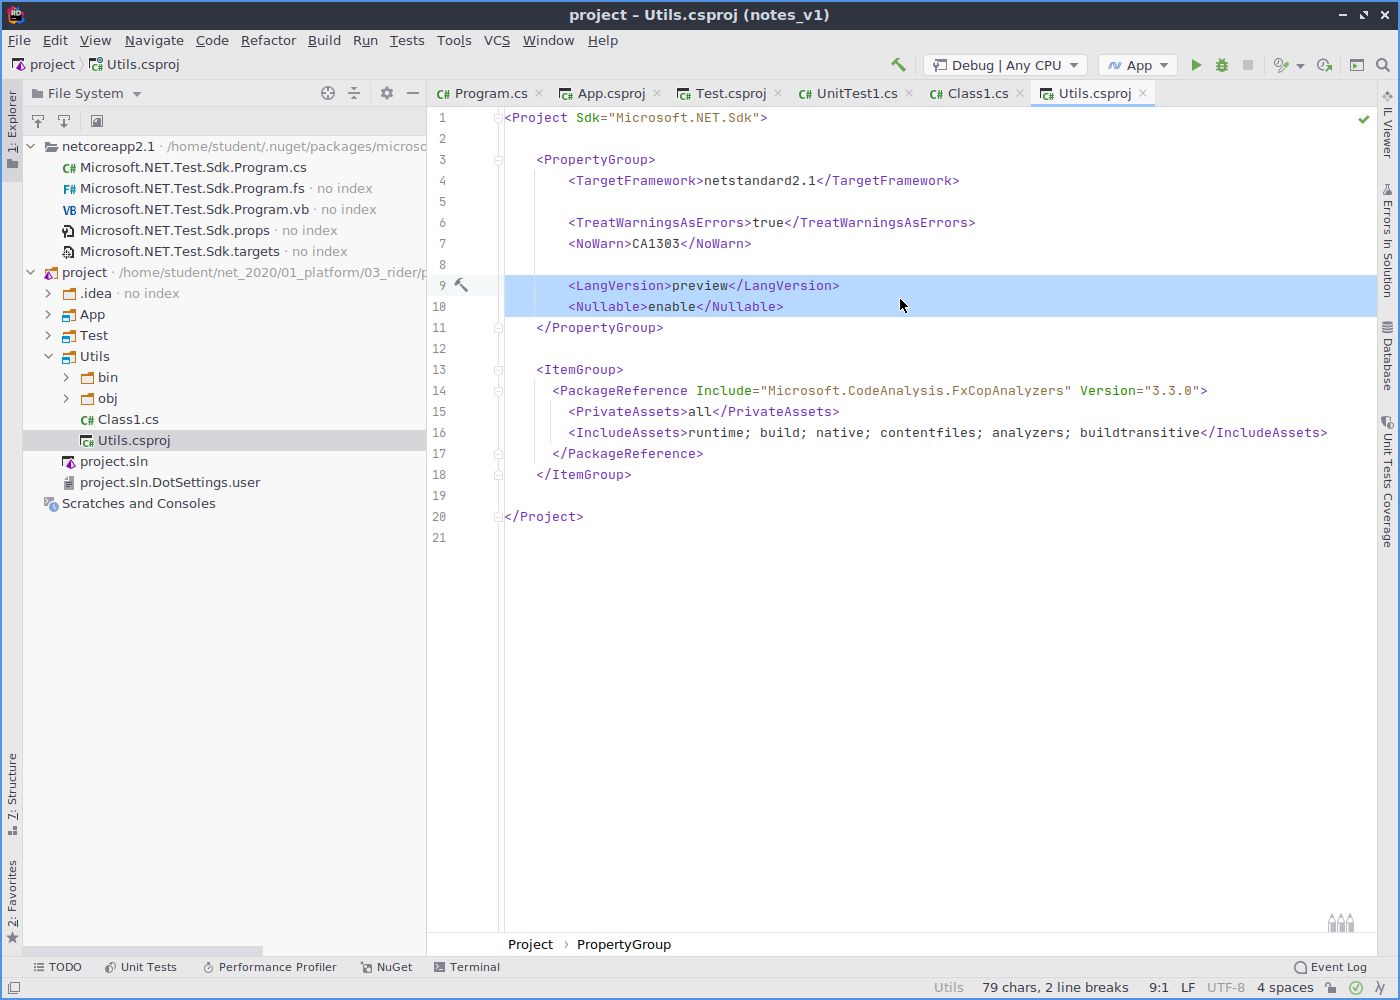 project – Utils.csproj (notes_v1)
File Edit View Navigate Code Refactor Build Run Tests Tools VCS Window Help
project Utils.csproj Debug | Any CPU App
File System
Program.cs App.csproj Test.csproj UnitTest1.cs Class1.cs Utils.csproj
1: Explorer
netcoreapp2.1 · /home/student/.nuget/packages/microso
Microsoft.NET.Test.Sdk.Program.cs
Microsoft.NET.Test.Sdk.Program.fs · no index
Microsoft.NET.Test.Sdk.Program.vb · no index
Microsoft.NET.Test.Sdk.props · no index
Microsoft.NET.Test.Sdk.targets · no index
project · /home/student/net_2020/01_platform/03_rider/p
.idea · no index
App
Test
Utils
bin
obj
Class1.cs
Utils.csproj
project.sln
project.sln.DotSettings.user
Scratches and Consoles
7: Structure
2: Favorites
1 <Project Sdk="Microsoft.NET.Sdk">
2
3 <PropertyGroup>
4 <TargetFramework>netstandard2.1</TargetFramework>
5
6 <TreatWarningsAsErrors>true</TreatWarningsAsErrors>
7 <NoWarn>CA1303</NoWarn>
8
9 <LangVersion>preview</LangVersion>
10 <Nullable>enable</Nullable>
11 </PropertyGroup>
12
13 <ItemGroup>
14 <PackageReference Include="Microsoft.CodeAnalysis.FxCopAnalyzers" Version="3.3.0">
15 <PrivateAssets>all</PrivateAssets>
16 <IncludeAssets>runtime; build; native; contentfiles; analyzers; buildtransitive</IncludeAssets>
17 </PackageReference>
18 </ItemGroup>
19
20 </Project>
21
IL Viewer
Errors In Solution
Database
Unit Tests Coverage
Project › PropertyGroup
TODO Unit Tests Performance Profiler NuGet Terminal Event Log
Utils 79 chars, 2 line breaks 9:1 LF UTF-8 4 spaces